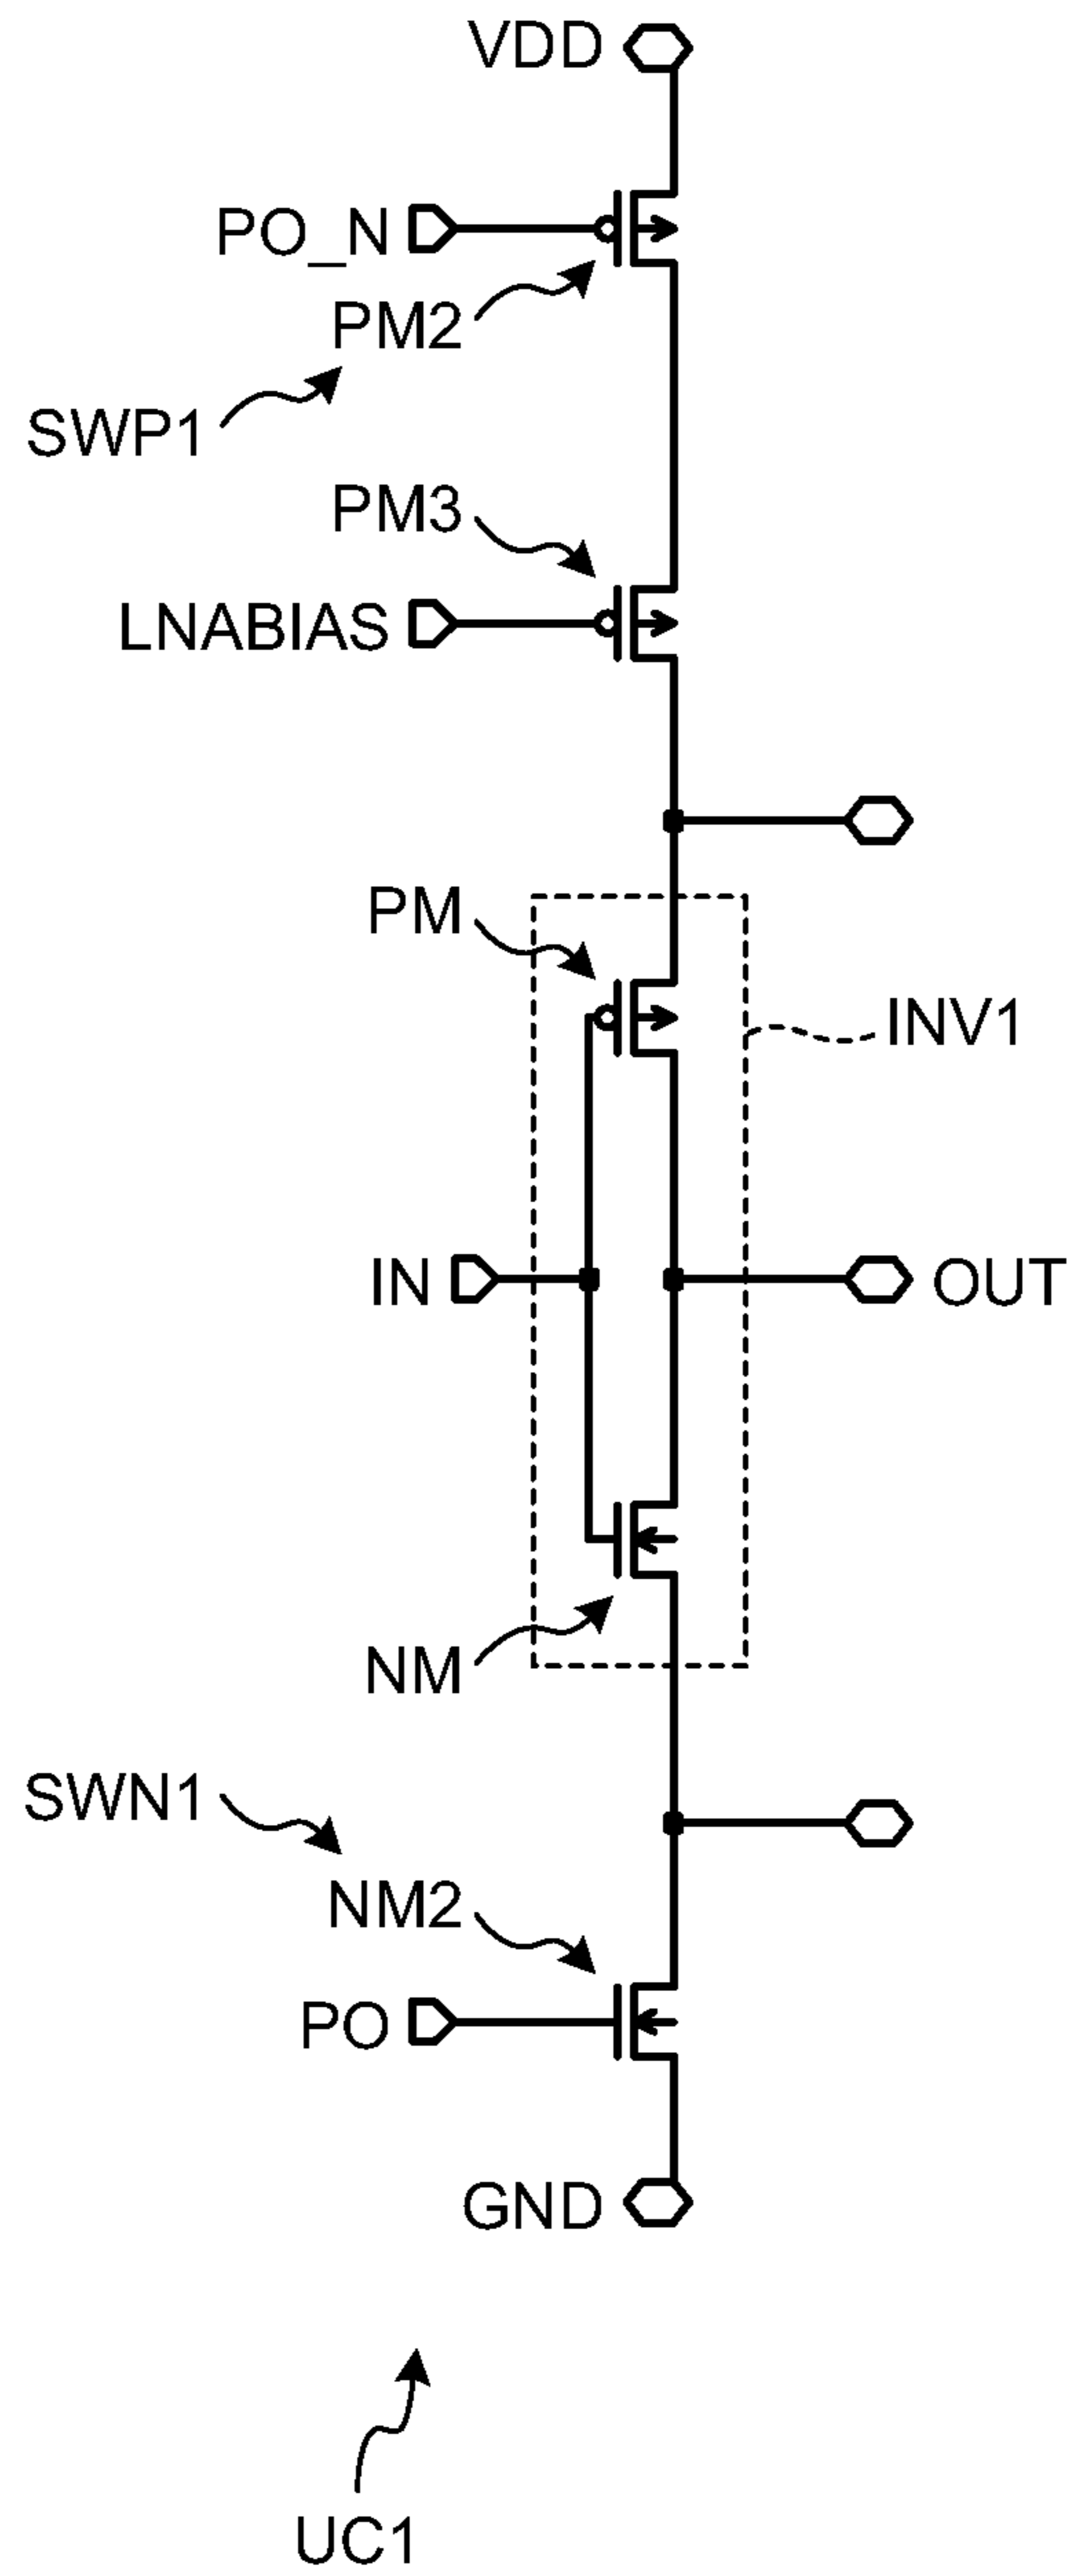 VDD
PO_N
PM2
SWP1
PM3
LNABIAS
PM
INV1
IN
OUT
NM
SWN1
NM2
PO
GND
UC1